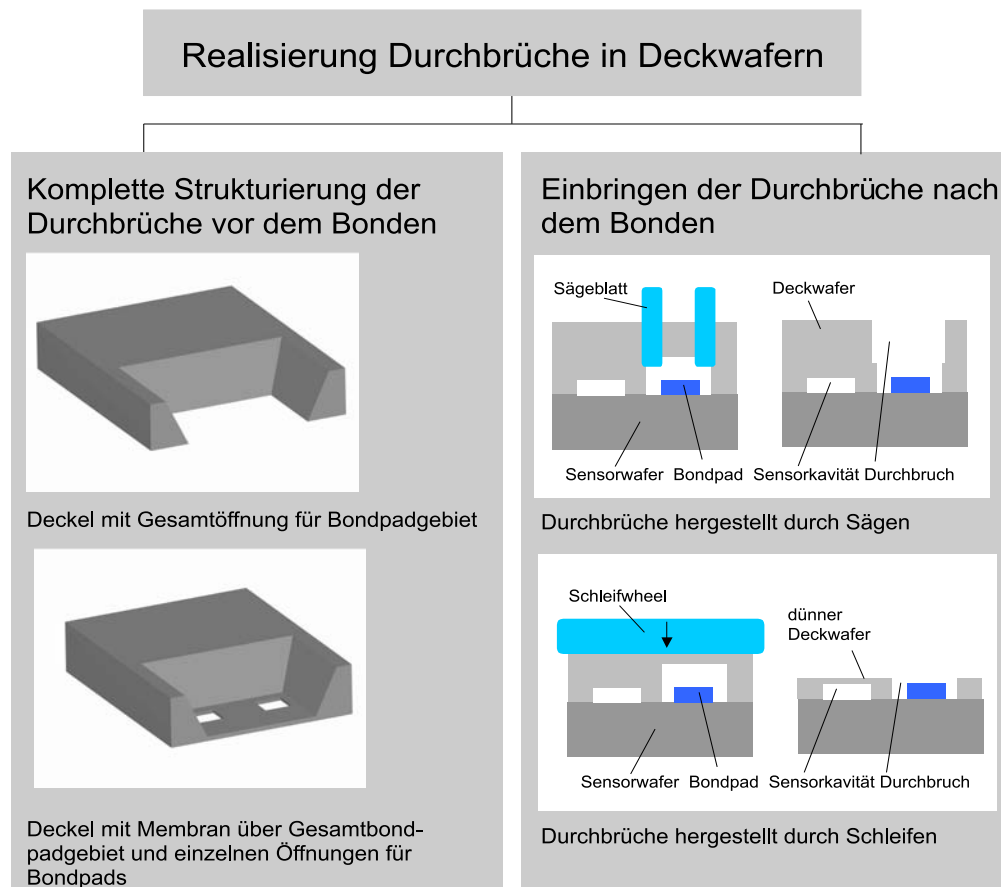 Realisierung Durchbrüche in Deckwafern
Komplette Strukturierung der
Durchbrüche vor dem Bonden
Deckel mit Gesamtöffnung für Bondpadgebiet
Deckel mit Membran über Gesamtbond-
padgebiet und einzelnen Öffnungen für
Bondpads
Einbringen der Durchbrüche nach
dem Bonden
Sägeblatt
Deckwafer
Sensorwafer Bondpad
Sensorkavität Durchbruch
Durchbrüche hergestellt durch Sägen
Schleifwheel
dünner
Deckwafer
Sensorwafer Bondpad
Sensorkavität Durchbruch
Durchbrüche hergestellt durch Schleifen